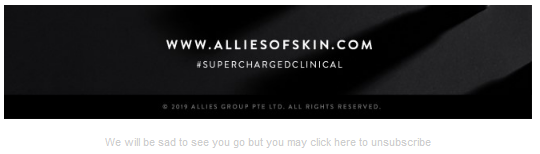 WWW.ALLIESOFSKIN.COM
#SUPERCHARGEDCLINICAL
© 2019 ALLIES GROUP PTE LTD. ALL RIGHTS RESERVED.
We will be sad to see you go but you may click here to unsubscribe